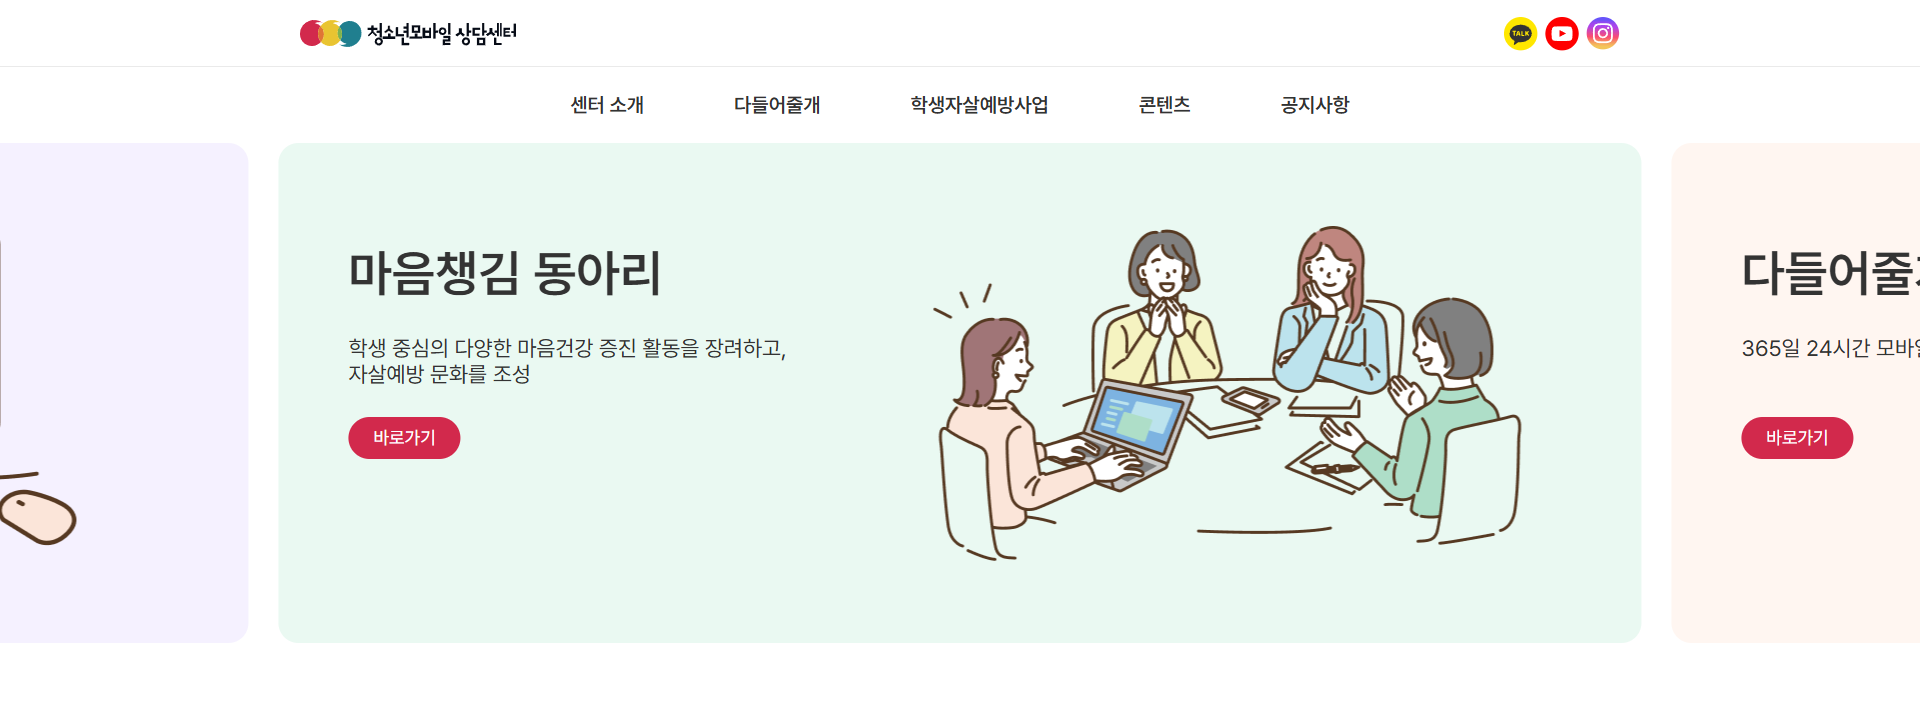 청소년모바일 상담센터
TALK
센터 소개
다들어줄개
학생자살예방사업
콘텐츠
공지사항
마음챙김 동아리
학생 중심의 다양한 마음건강 증진 활동을 장려하고,
자살예방 문화를 조성
바로가기
다들어줄
365일 24시간 모바
바로가기